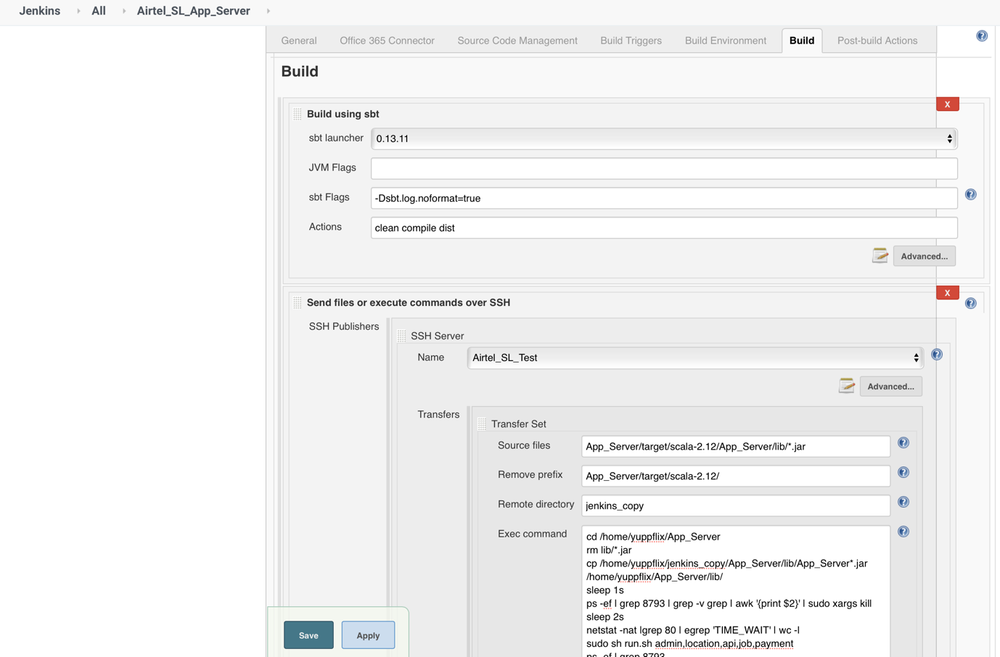 Jenkins All Airtel_SL_App_Server
General Office 365 Connector Source Code Management Build Triggers Build Environment Build Post-build Actions
Build
Build using sbt
X
sbt launcher 0.13.11
JVM Flags
sbt Flags -Dsbt.log.noformat=true
Actions clean compile dist
Advanced...
Send files or execute commands over SSH
X
SSH Publishers
SSH Server
Name Airtel_SL_Test
Advanced...
Transfers
Transfer Set
Source files App_Server/target/scala-2.12/App_Server/lib/*.jar
Remove prefix App_Server/target/scala-2.12/
Remote directory jenkins_copy
Exec command cd /home/yuppflix/App_Server
rm lib/*.jar
cp /home/yuppflix/jenkins_copy/App_Server/lib/App_Server*.jar
/home/yuppflix/App_Server/lib/
sleep 1s
ps -ef | grep 8793 | grep -v grep | awk '{print $2}' | sudo xargs kill
sleep 2s
netstat -nat |grep 80 | egrep 'TIME_WAIT' | wc -l
sudo sh run.sh admin,location,api,job,payment
ps -ef | grep 8793
Save Apply